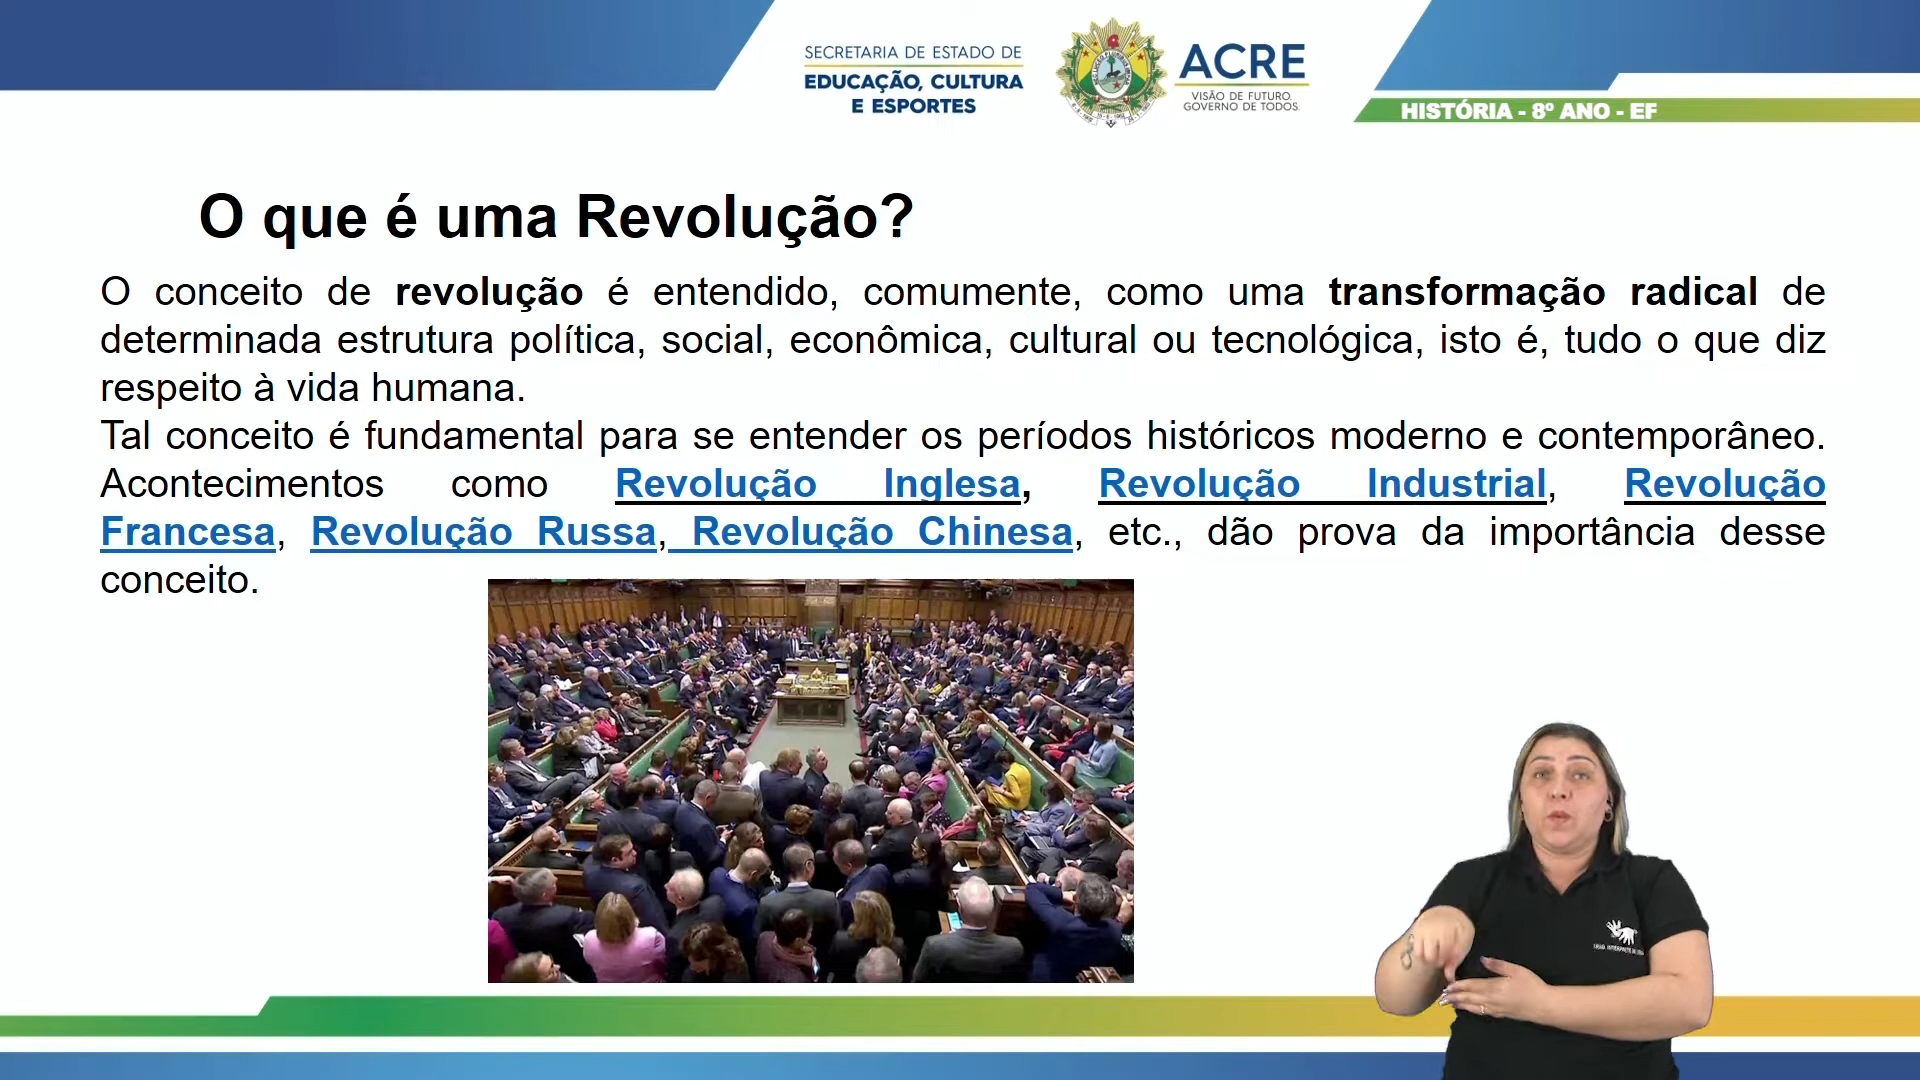 SECRETARIA DE ESTADO DE
EDUCAÇÃO, CULTURA
E ESPORTES
ACRE
VISÃO DE FUTURO.
GOVERNO DE TODOS.
HISTÓRIA - 8º ANO - EF
O que é uma Revolução?
O conceito de revolução é entendido, comumente, como uma transformação radical de
determinada estrutura política, social, econômica, cultural ou tecnológica, isto é, tudo o que diz
respeito à vida humana.
Tal conceito é fundamental para se entender os períodos históricos moderno e contemporâneo.
Acontecimentos como Revolução Inglesa, Revolução Industrial, Revolução
Francesa, Revolução Russa, Revolução Chinesa, etc., dão prova da importância desse
conceito.